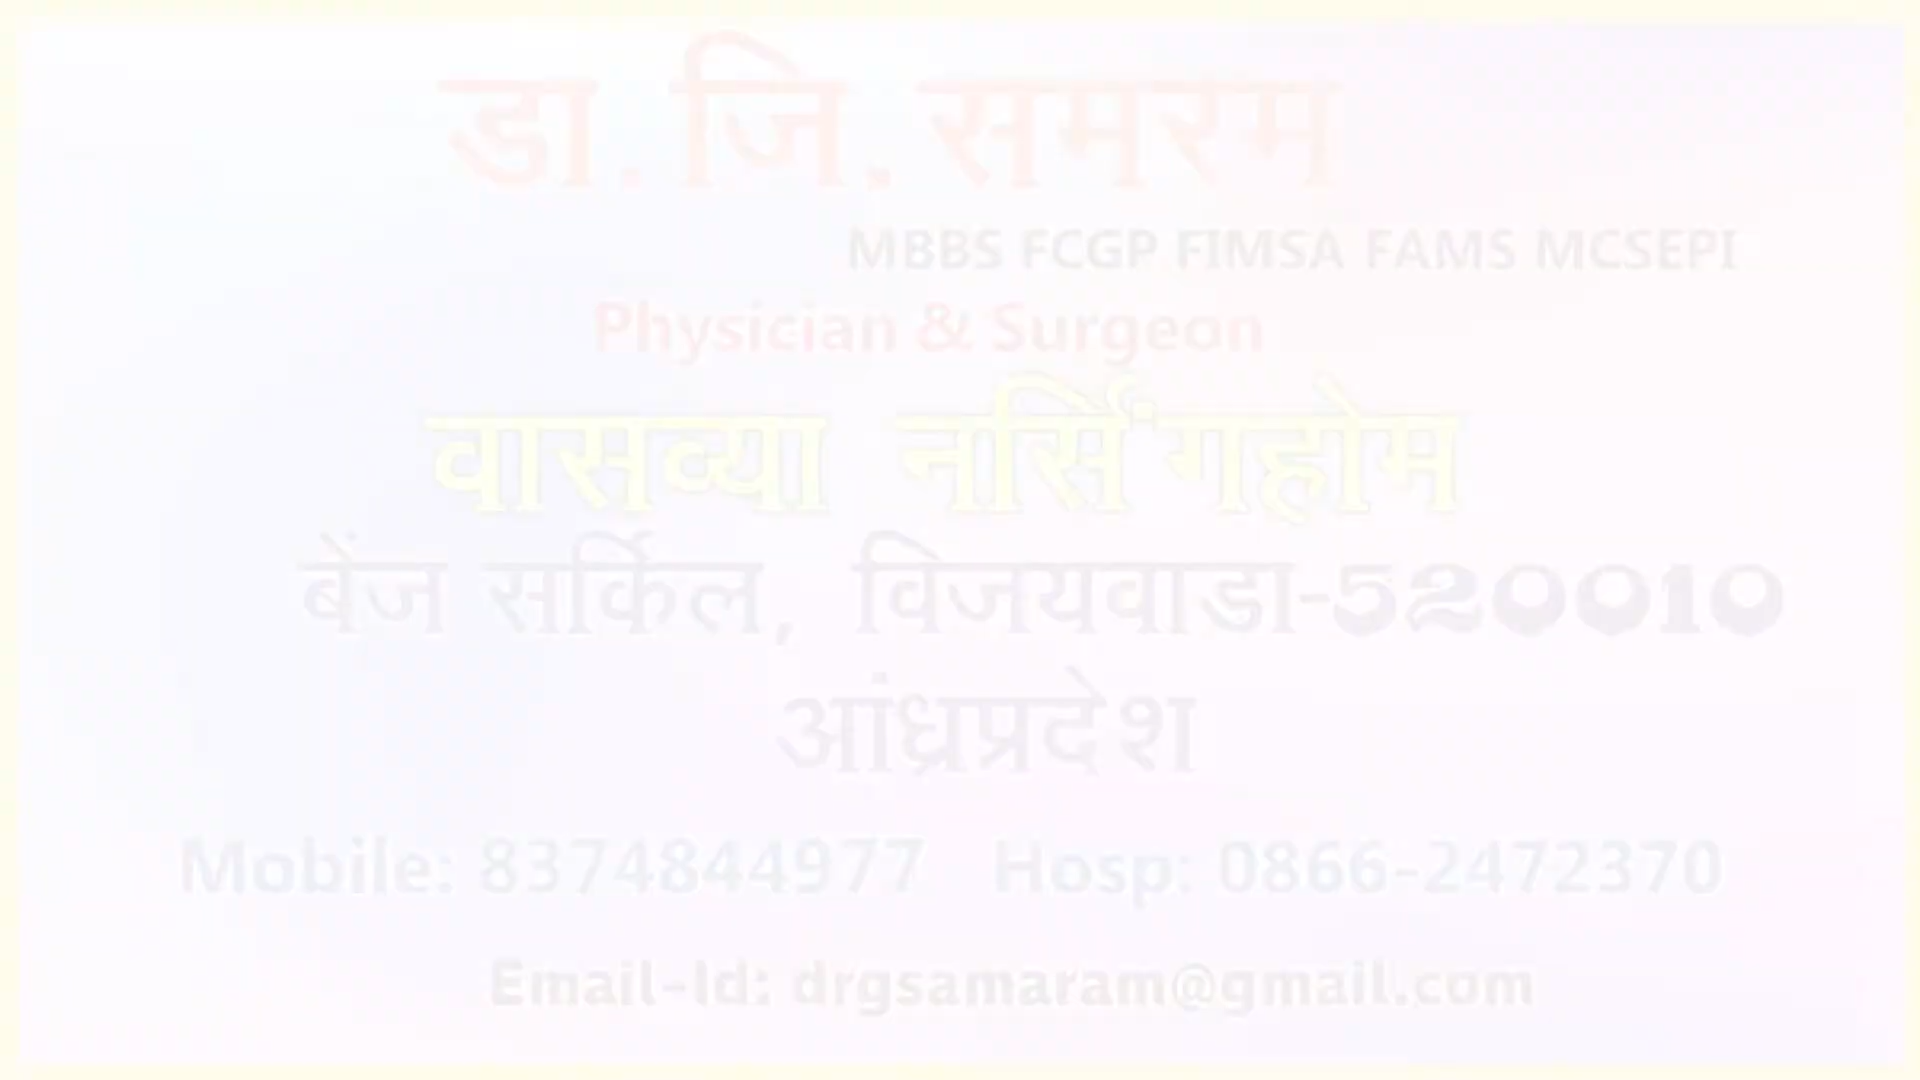 डा.जि.समरम
MBBS FCGP FIMSA FAMS MCSEPI
Physician & Surgeon
वासव्या नर्सिंगहोम
बेंज सर्किल, विजयवाडा-520010
आंध्रप्रदेश
Mobile: 8374844977 Hosp: 0866-2472370
Email-Id: drgsamaram@gmail.com